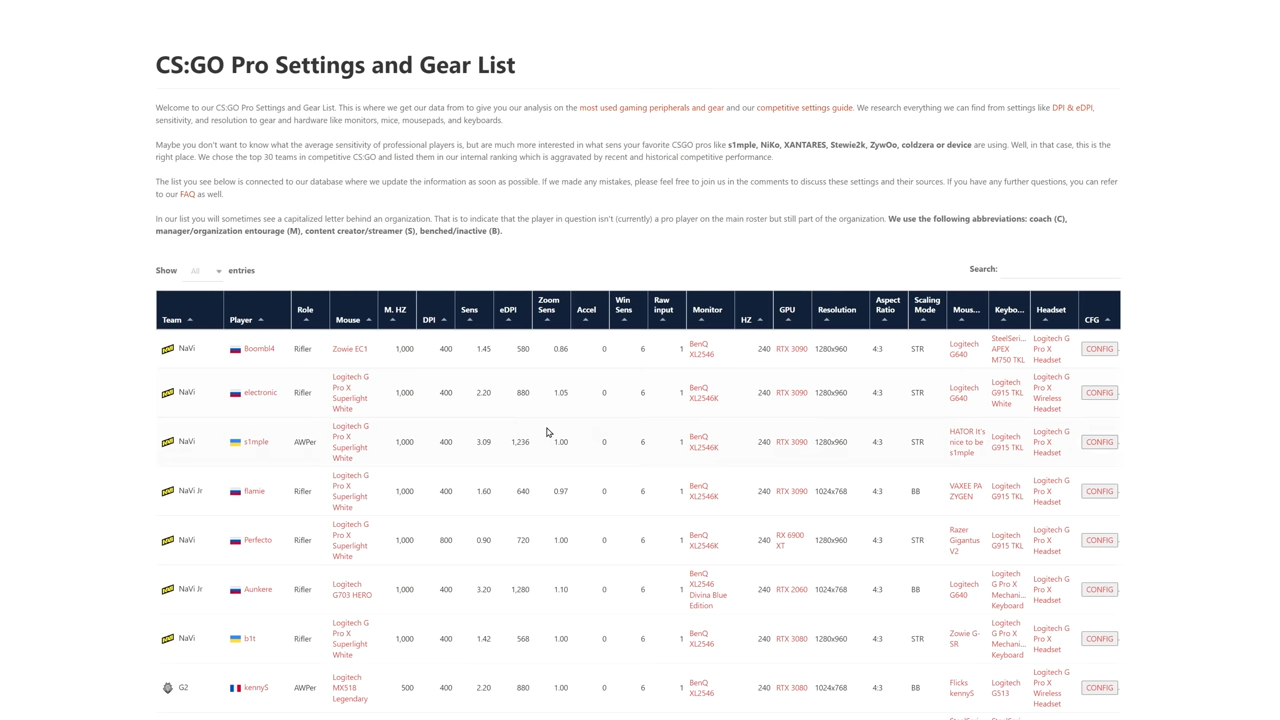 CS:GO Pro Settings and Gear List
Welcome to our CS:GO Pro Settings and Gear List. This is where we get our data from to give you our analysis on the most used gaming peripherals and gear and our competitive settings guide. We research everything we can find from settings like DPI & eDPI,
sensitivity, and resolution to gear and hardware like monitors, mice, mousepads, and keyboards.
Maybe you don't want to know what the average sensitivity of professional players is, but are much more interested in what sens your favorite CSGO pros like s1mple, NiKo, XANTARES, Stewie2k, ZywOo, coldzera or device are using. Well, in that case, this is the
right place. We chose the top 30 teams in competitive CS:GO and listed them in our internal ranking which is aggravated by recent and historical competitive performance.
The list you see below is connected to our database where we update the information as soon as possible. If we made any mistakes, please feel free to join us in the comments to discuss these settings and their sources. If you have any further questions, you can refer
to our FAQ as well.
In our list you will sometimes see a capitalized letter behind an organization. That is to indicate that the player in question isn't (currently) a pro player on the main roster but still part of the organization. We use the following abbreviations: coach (C),
manager/organization entourage (M), content creator/streamer (S), benched/inactive (B).
Show All entries Search:
Team Player Role Mouse M. HZ DPI Sens eDPI Zoom Sens Accel Win Sens Raw input Monitor HZ GPU Resolution Aspect Ratio Scaling Mode Mous... Keybo... Headset CFG
NaVi Boombl4 Rifler Zowie EC1 1,000 400 1.45 580 0.86 0 6 1 BenQ XL2546 240 RTX 3090 1280x960 4:3 STR Logitech G640 SteelSeri... APEX M750 TKL Logitech G Pro X Headset CONFIG
NaVi electronic Rifler Logitech G Pro X Superlight White 1,000 400 2.20 880 1.05 0 6 1 BenQ XL2546K 240 RTX 3090 1280x960 4:3 STR Logitech G640 Logitech G915 TKL White Logitech G Pro X Wireless Headset CONFIG
NaVi s1mple AWPer Logitech G Pro X Superlight White 1,000 400 3.09 1,236 1.00 0 6 1 BenQ XL2546K 240 RTX 3090 1280x960 4:3 STR HATOR It's nice to be s1mple Logitech G915 TKL Logitech G Pro X Headset CONFIG
NaVi Jr flamie Rifler Logitech G Pro X Superlight White 1,000 400 1.60 640 0.97 0 6 1 BenQ XL2546K 240 RTX 3090 1024x768 4:3 BB VAXEE PA ZYGEN Logitech G915 TKL Logitech G Pro X Headset CONFIG
NaVi Perfecto Rifler Logitech G Pro X Superlight White 1,000 800 0.90 720 1.00 0 6 1 BenQ XL2546K 240 RX 6900 XT 1280x960 4:3 STR Razer Gigantus V2 Logitech G915 TKL Logitech G Pro X Headset CONFIG
NaVi Jr Aunkere Rifler Logitech G703 HERO 1,000 400 3.20 1,280 1.10 0 6 1 BenQ XL2546 Divina Blue Edition 240 RTX 2060 1024x768 4:3 BB Logitech G640 Logitech G Pro X Mechani... Keyboard Logitech G Pro X Headset CONFIG
NaVi b1t Rifler Logitech G Pro X Superlight White 1,000 400 1.42 568 1.00 0 6 1 BenQ XL2546 240 RTX 3080 1280x960 4:3 STR Zowie G-SR Logitech G Pro X Mechani... Keyboard Logitech G Pro X Headset CONFIG
G2 kennyS AWPer Logitech MX518 Legendary 500 400 2.20 880 1.00 0 6 1 BenQ XL2546 240 RTX 3080 1024x768 4:3 BB Flicks kennyS Logitech G513 Logitech G Pro X Wireless Headset CONFIG